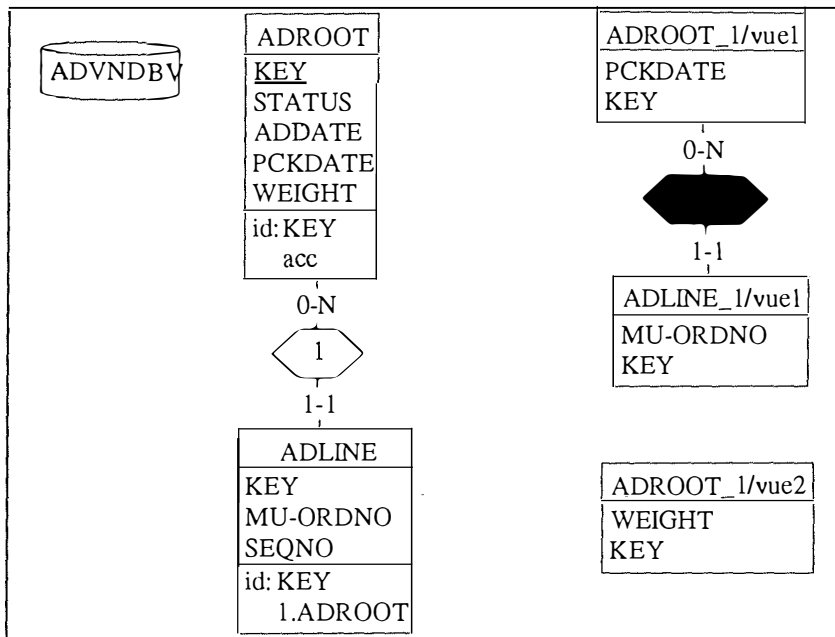 ADVNDBV
ADROOT
KEY
STATUS
ADDATE
PCKDATE
WEIGHT
id: KEY
acc
0-N
1
1-1
ADLINE
KEY
MU-ORDNO
SEQNO
id: KEY
1.ADROOT
ADROOT_1/vue1
PCKDATE
KEY
0-N
1-1
ADLINE_1/vue1
MU-ORDNO
KEY
ADROOT_1/vue2
WEIGHT
KEY